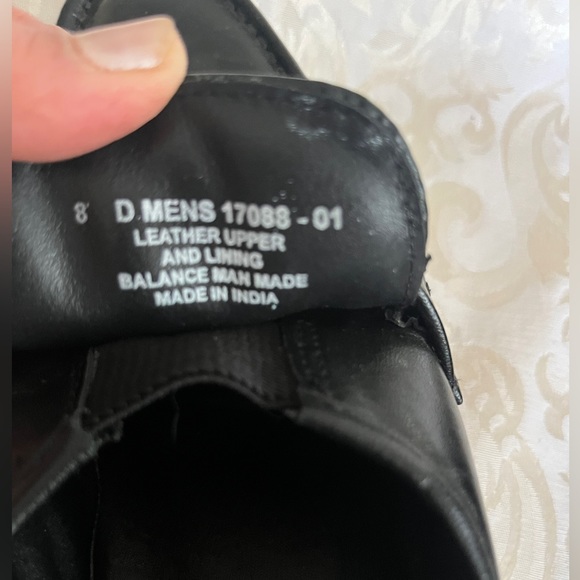 8 D.MENS 17088 - 01
LEATHER UPPER
AND LINING
BALANCE MAN MADE
MADE IN INDIA